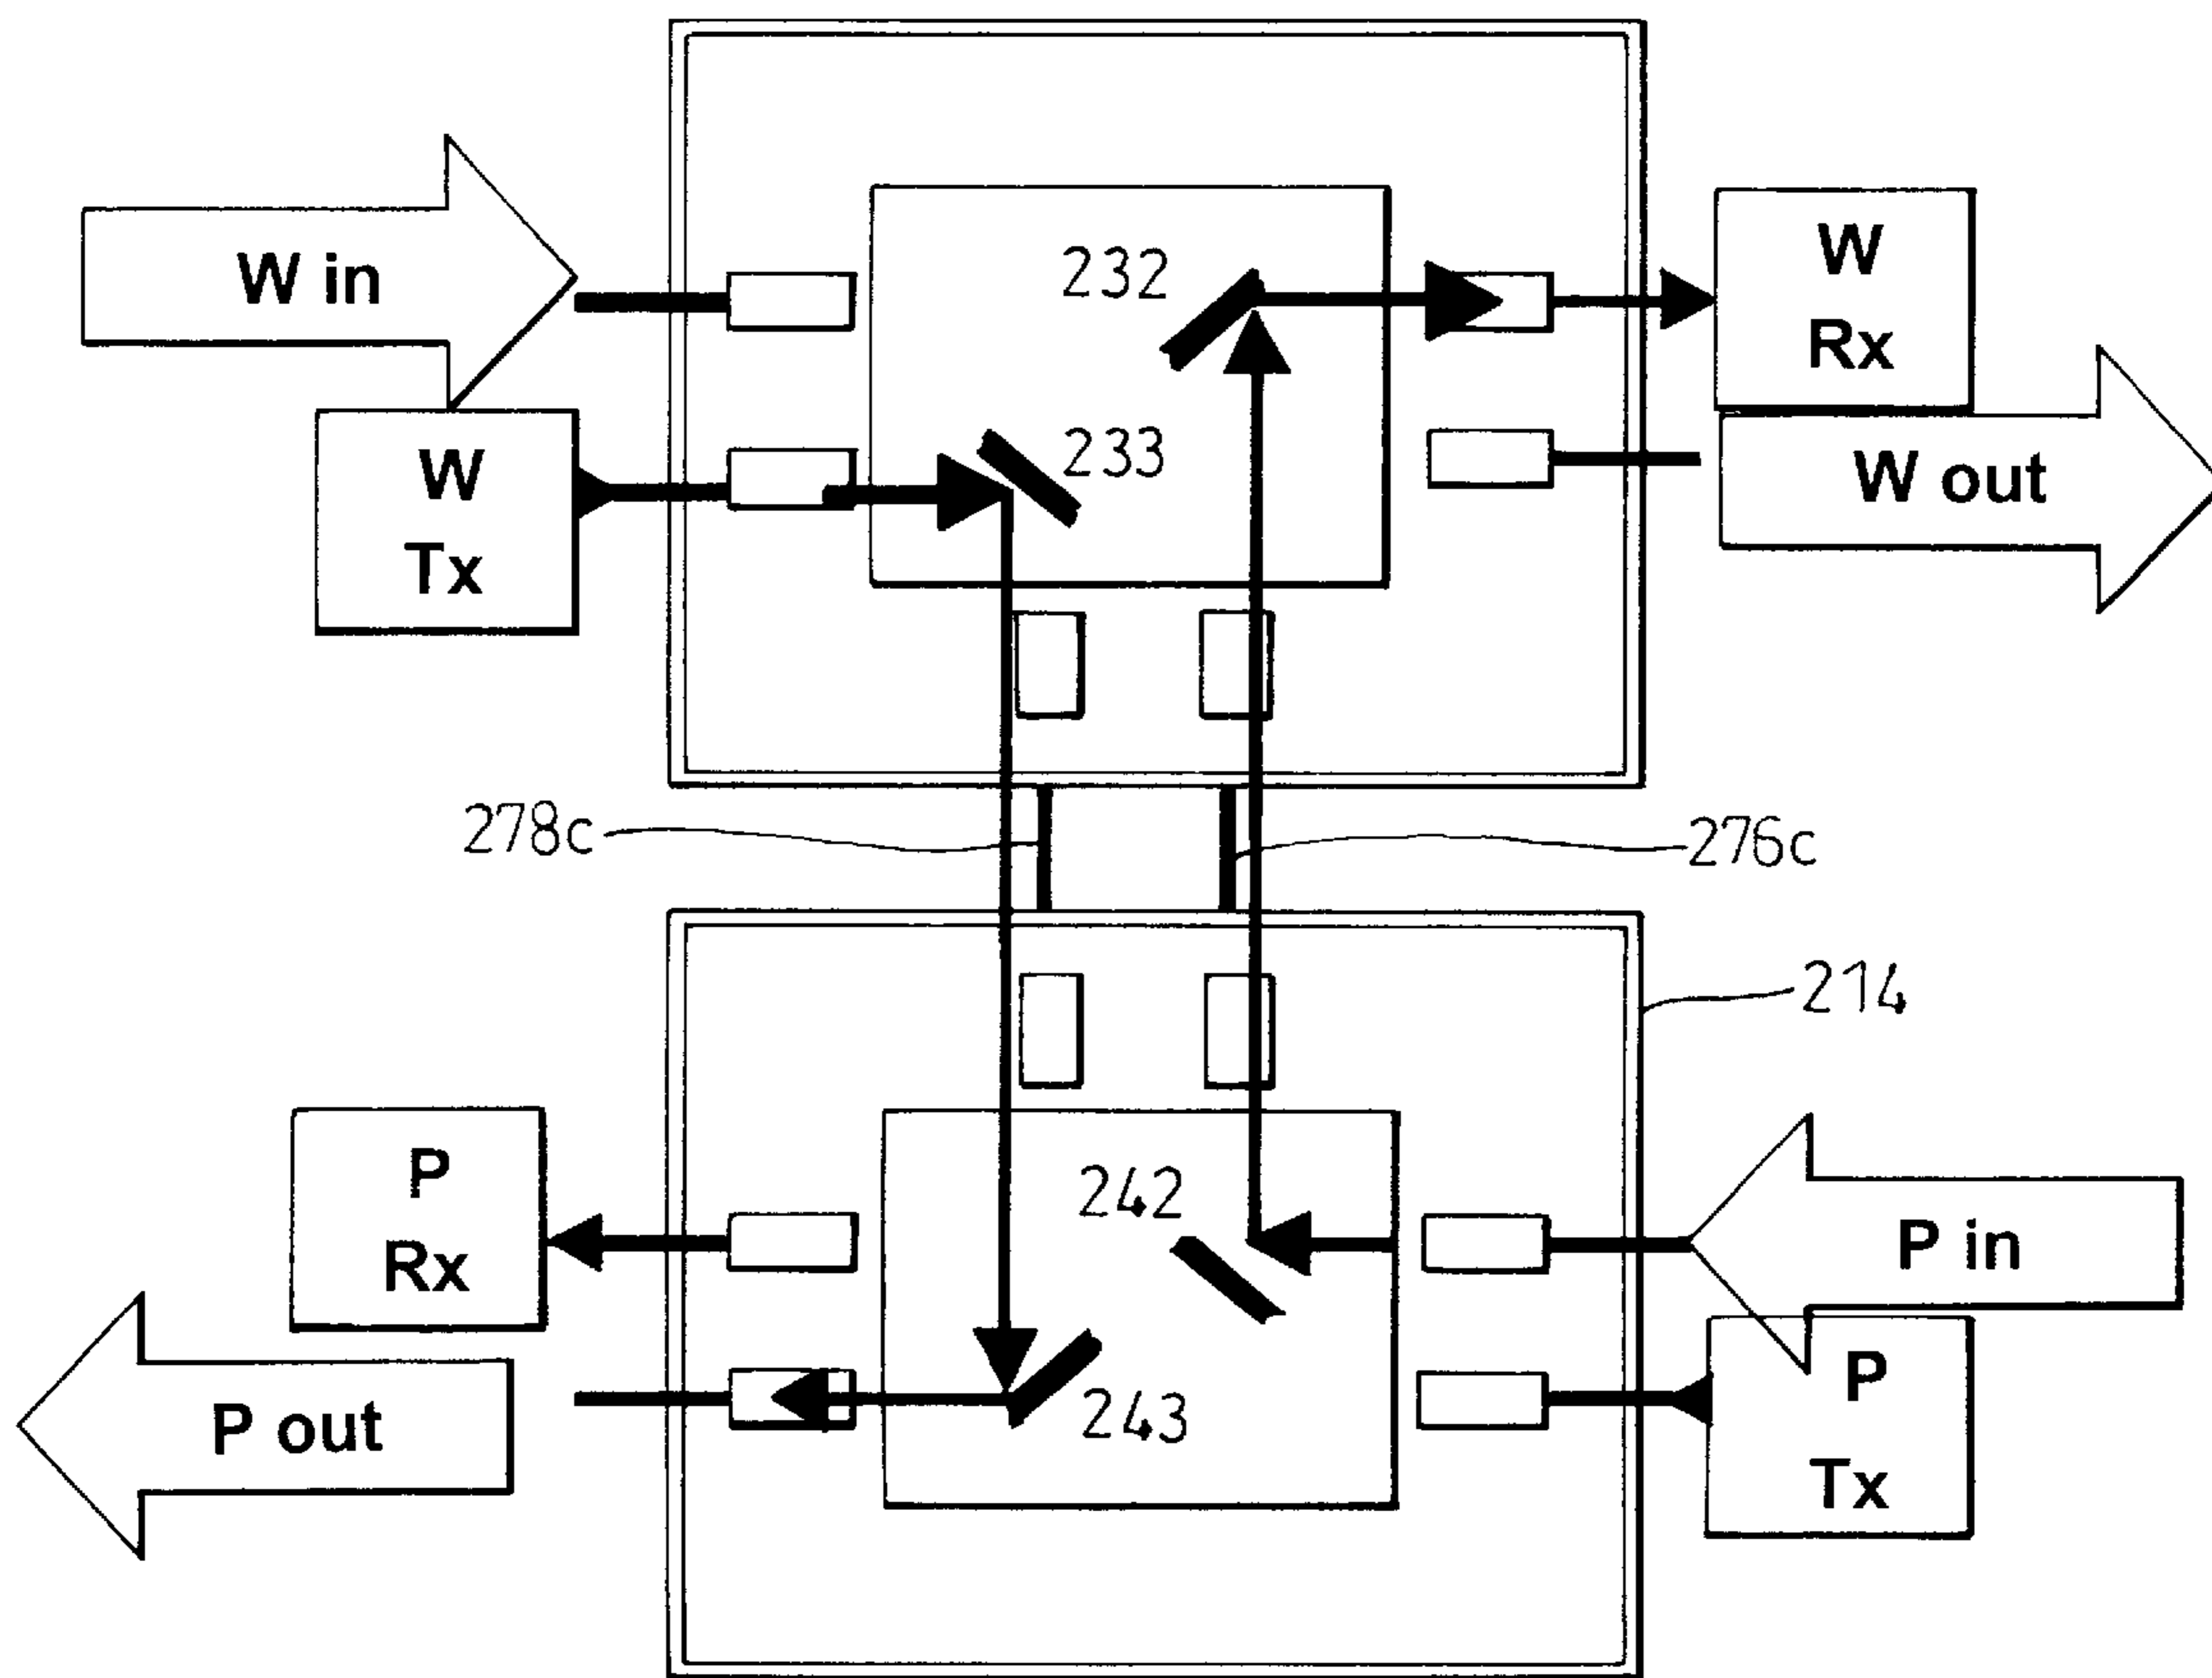 W in
232
W
Rx
233
W
Tx
W out
278c
276c
214
P
Rx
242
P in
P out
243
P
Tx